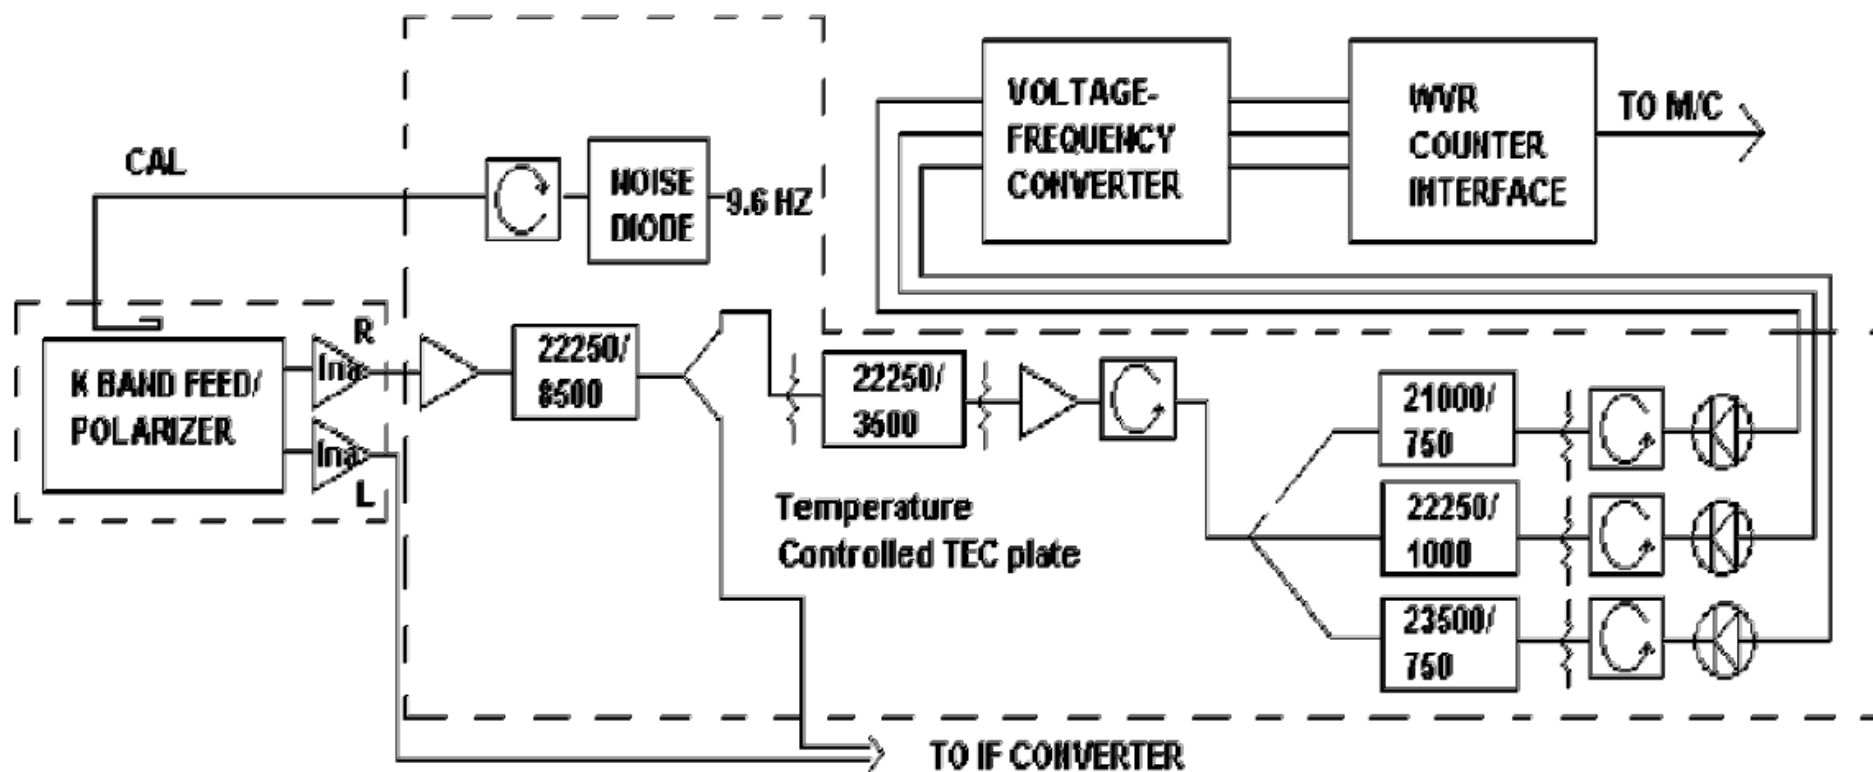 VOLTAGE-
FREQUENCY
CONVERTER
WVR
COUNTER
INTERFACE
TO M/C
CAL
NOISE
DIODE
9.6 HZ
K BAND FEED/
POLARIZER
lna
R
lna
L
22250/
8500
22250/
3500
21000/
750
22250/
1000
23500/
750
Temperature
Controlled TEC plate
TO IF CONVERTER